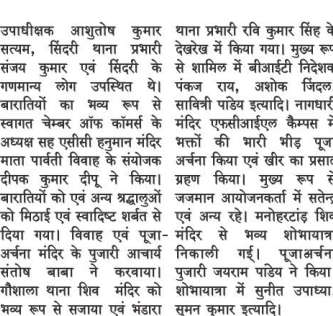 उपाधीक्षक आशुतोष कुमार
सत्यम, सिंदरी थाना प्रभारी
संजय कुमार एवं सिंदरी के
गणमान्य लोग उपस्थित थे।
बारातियों का भव्य रूप से
स्वागत चेम्बर ऑफ कॉमर्स के
अध्यक्ष सह एसीसी हनुमान मंदिर
माता पार्वती विवाह के संयोजक
दीपक कुमार दीपू ने किया।
बारातियों को एवं अन्य श्रद्धालुओं
को मिठाई एवं स्वादिष्ट शर्बत से
दिया गया। विवाह एवं पूजा-
अर्चना मंदिर के पुजारी आचार्य
संतोष बाबा ने करवाया।
गौशाला थाना शिव मंदिर को
भव्य रूप से सजाया एवं भंडारा
थाना प्रभारी रवि कुमार सिंह के
देखरेख में किया गया। मुख्य रूप
से शामिल में बीआईटी निदेशक
पंकज राय, अशोक जिंदल,
सावित्री पांडेय इत्यादि। नागधारी
मंदिर एफसीआईएल कैम्पस में
भक्तों की भारी भीड़ पूजा
अर्चना किया एवं खीर का प्रसाद
ग्रहण किया। मुख्य रूप से
जजमान आयोजनकर्ता में सतेन्द्र
एवं अन्य रहे। मनोहरटांड़ शिव
मंदिर से भव्य शोभायात्रा
निकाली गई। पूजाअर्चना
पुजारी जयराम पांडेय ने किया।
शोभायात्रा में सुनीत उपाध्याय
सुमन कुमार इत्यादि।